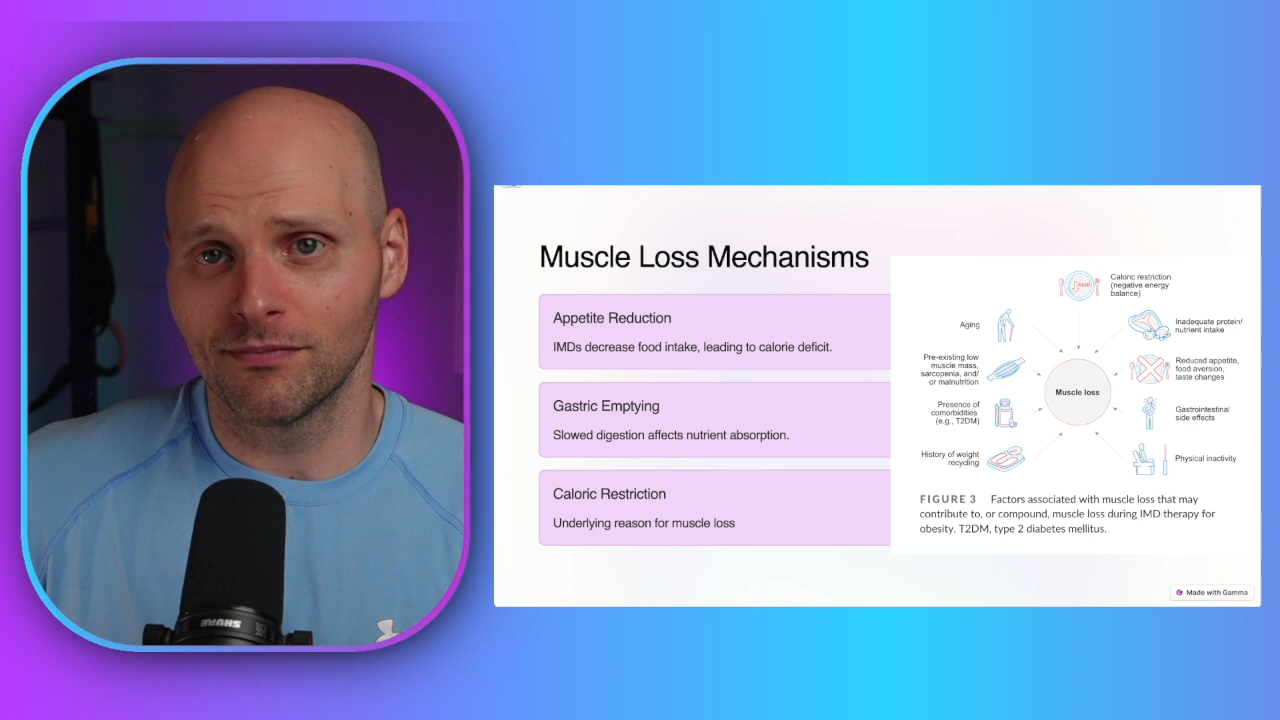 Muscle Loss Mechanisms
Appetite Reduction
IMDs decrease food intake, leading to calorie deficit.
Gastric Emptying
Slowed digestion affects nutrient absorption.
Caloric Restriction
Underlying reason for muscle loss
kcal
Caloric restriction
(negative energy
balance)
Aging
Inadequate protein/
nutrient intake
Pre-existing low
muscle mass,
sarcopenia, and/
or malnutrition
Reduced appetite,
food aversion,
taste changes
Muscle loss
Presence of
comorbidities
(e.g., T2DM)
Gastrointestinal
side effects
History of weight
recycling
Physical inactivity
FIGURE 3 Factors associated with muscle loss that may
contribute to, or compound, muscle loss during IMD therapy for
obesity. T2DM, type 2 diabetes mellitus.
Made with Gamma
SHURE